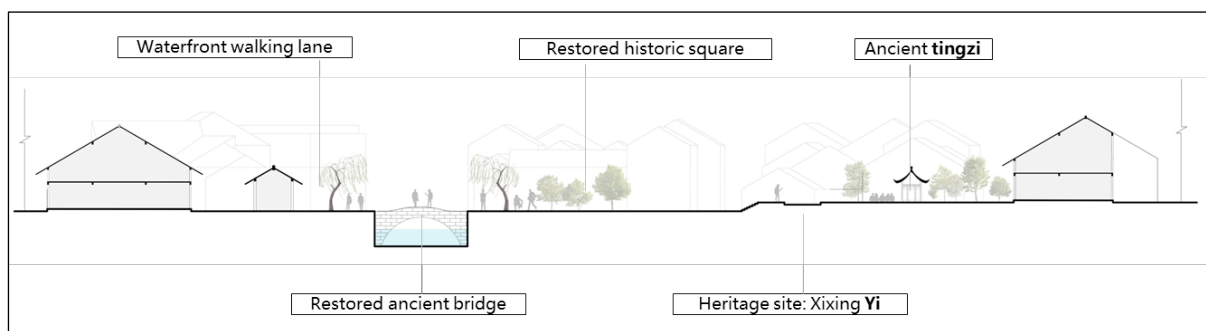 Waterfront walking lane
Restored historic square
Ancient tingzi
Restored ancient bridge
Heritage site: Xixing Yi